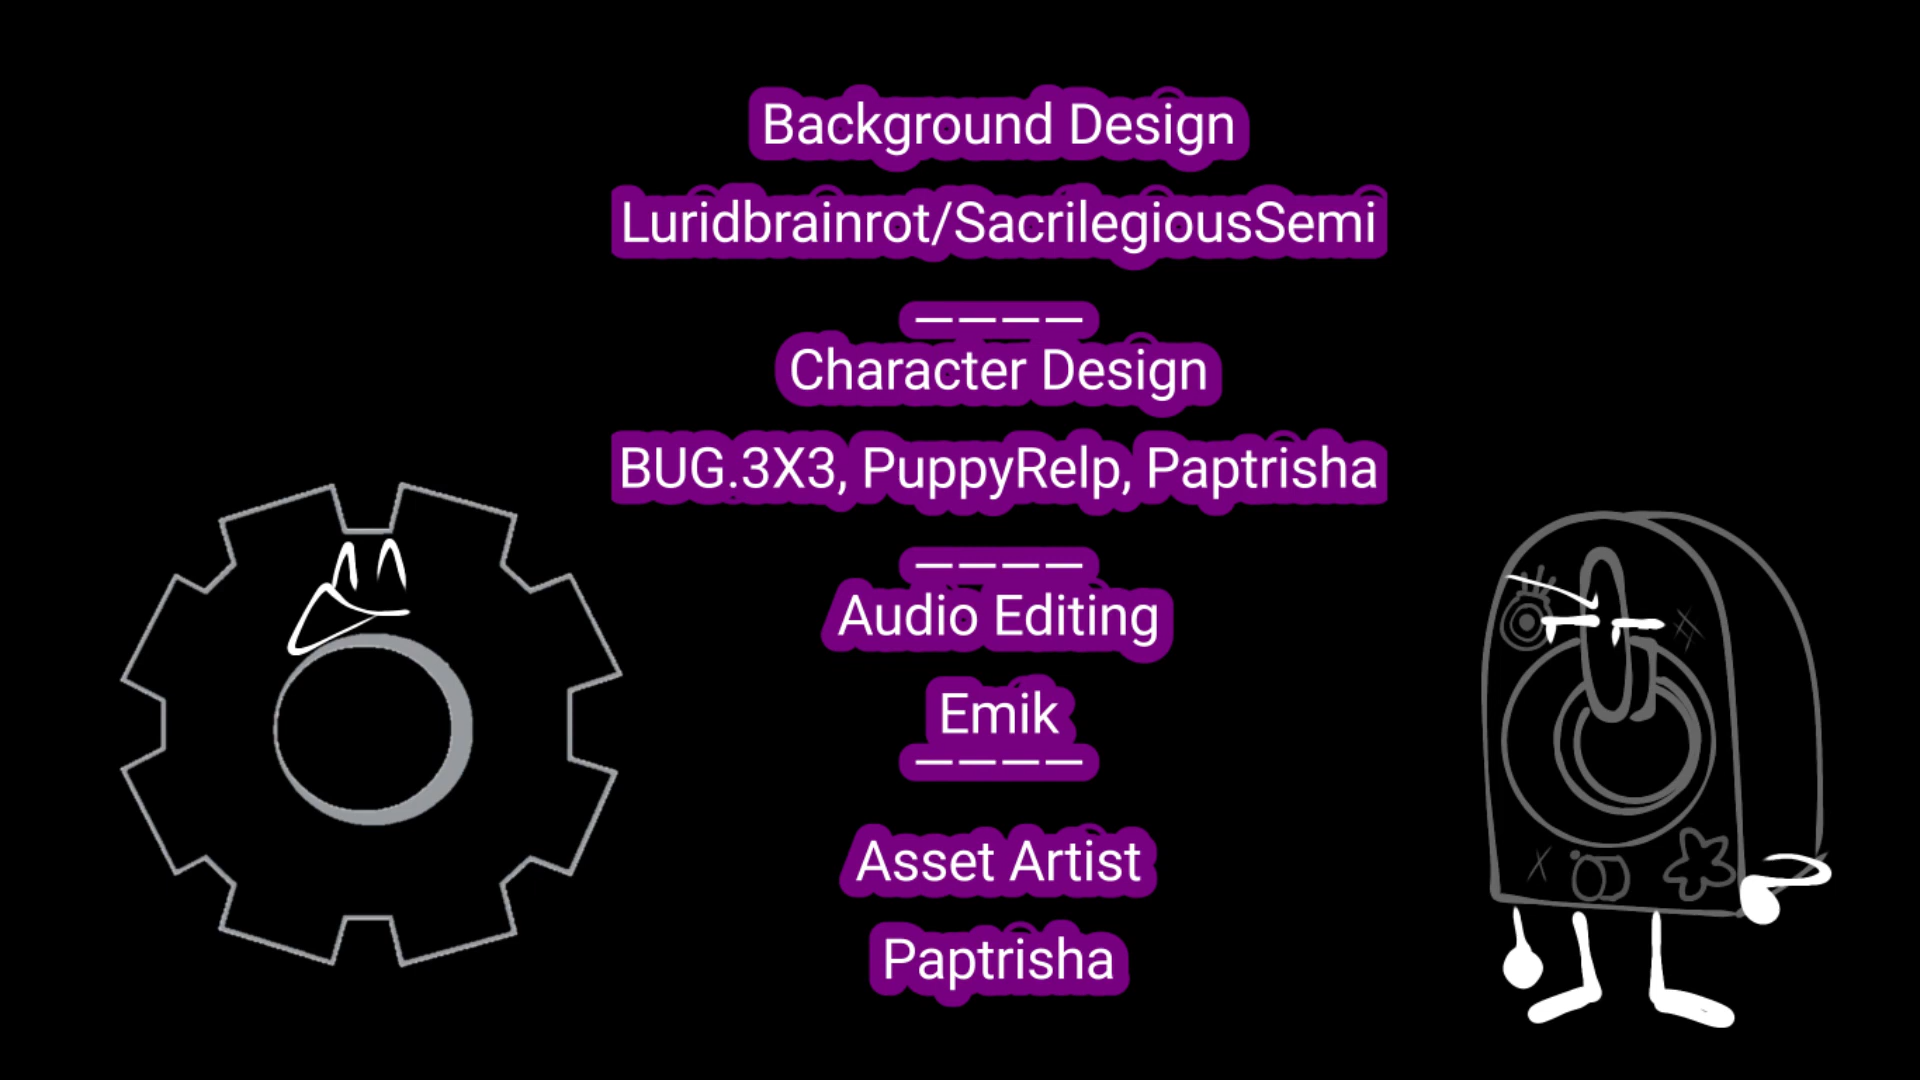 Background Design
Luridbrainrot/SacrilegiousSemi
————
Character Design
BUG.3X3, PuppyRelp, Paptrisha
————
Audio Editing
Emik
————
Asset Artist
Paptrisha